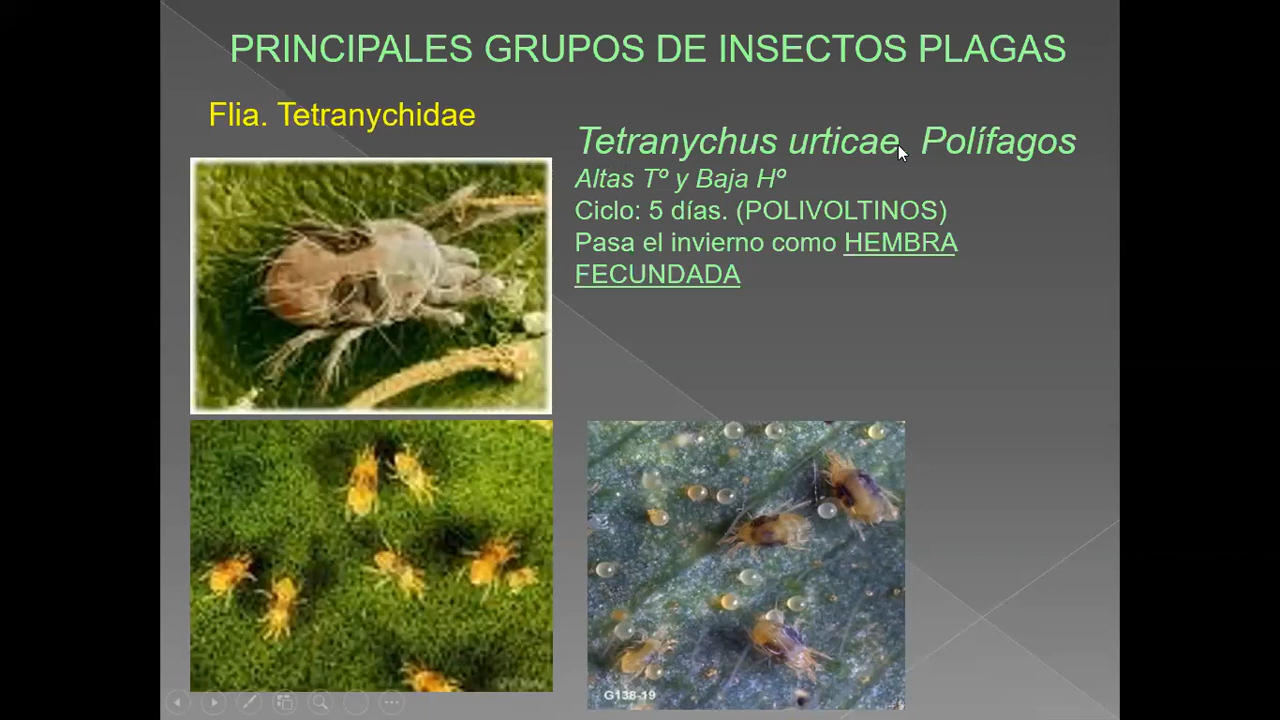 PRINCIPALES GRUPOS DE INSECTOS PLAGAS
Flia. Tetranychidae
Tetranychus urticae. Polífagos
Altas Tº y Baja Hº
Ciclo: 5 días. (POLIVOLTINOS)
Pasa el invierno como HEMBRA
FECUNDADA
G138-19